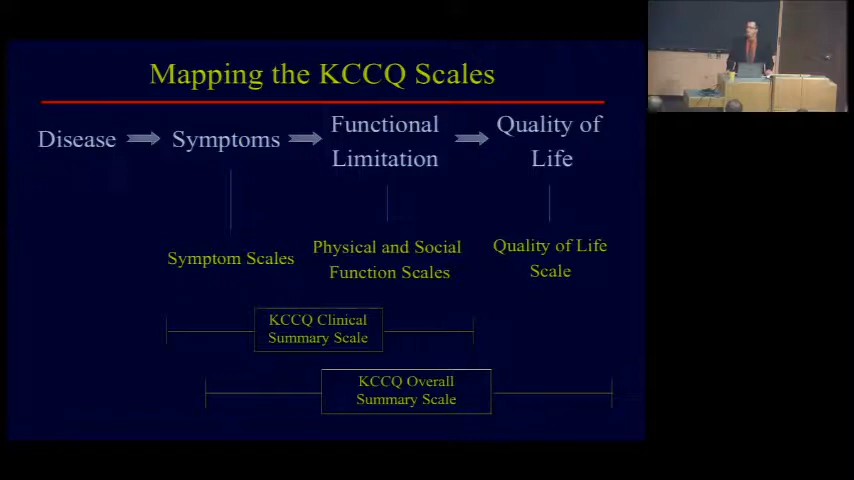 Mapping the KCCQ Scales
Disease
Symptoms
Functional
Limitation
Quality of
Life
Symptom Scales
Physical and Social
Function Scales
Quality of Life
Scale
KCCQ Clinical
Summary Scale
KCCQ Overall
Summary Scale